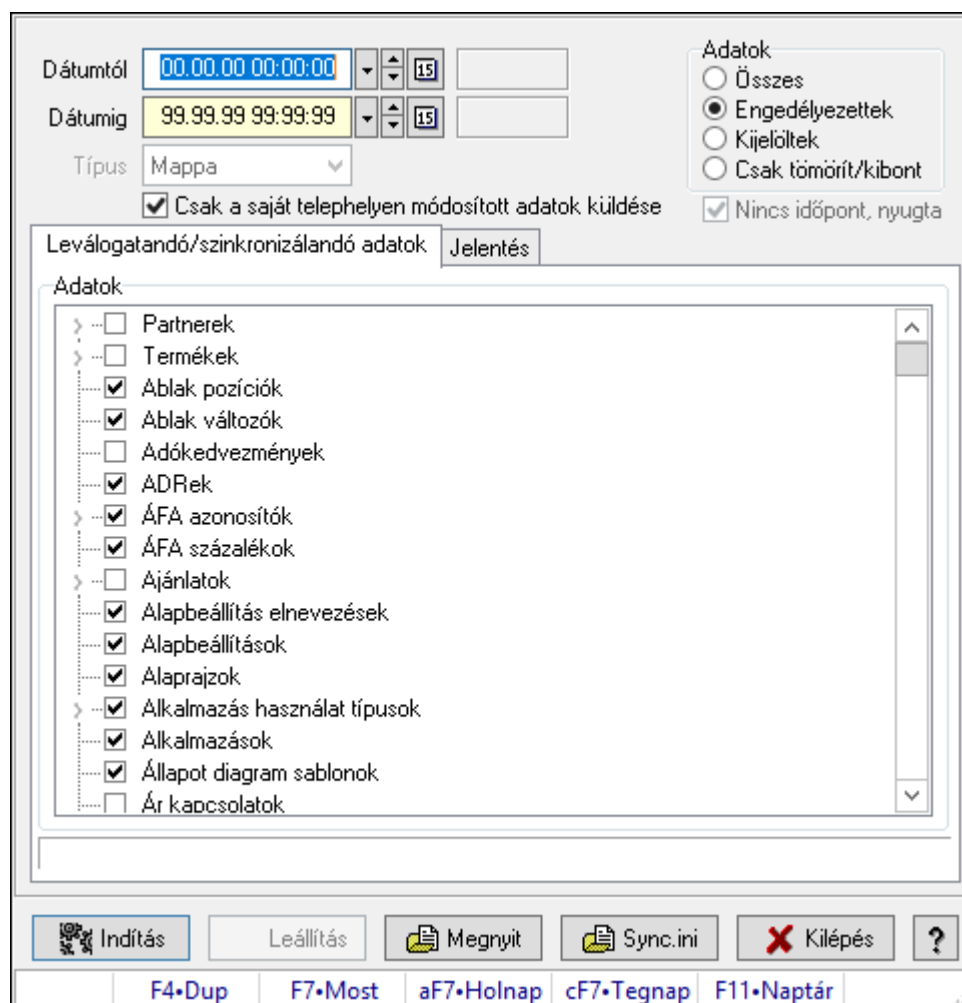 Dátumtól 00.00.00 00:00:00 15
Dátumig 99.99.99 99:99:99 15
Típus Mappa
Csak a saját telephelyen módosított adatok küldése
Adatok
Összes
Engedélyezettek
Kijelöltek
Csak tömörít/kibont
Nincs időpont, nyugta
Leválogatandó/szinkronizálandó adatok Jelentés
Adatok
Partnerek
Termékek
Ablak pozíciók
Ablak változók
Adókedvezmények
ADRek
ÁFA azonosítók
ÁFA százalékok
Ajánlatok
Alapbeállítás elnevezések
Alapbeállítások
Alaprajzok
Alkalmazás használat típusok
Alkalmazások
Állapot diagram sablonok
Ár kapcsolatok
Indítás Leállítás Megnyit Sync.ini Kilépés ?
F4•Dup F7•Most aF7•Holnap cF7•Tegnap F11•Naptár